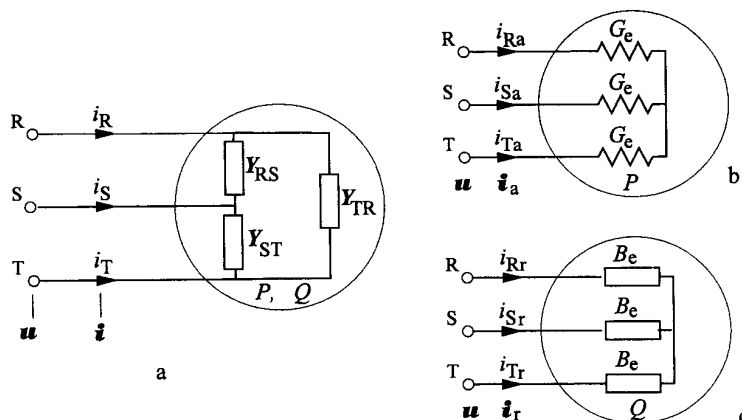 R
i_R
S
i_S
T
i_T
u
i
Y_RS
Y_ST
Y_TR
P, Q
a
R
i_Ra
G_e
S
i_Sa
G_e
T
i_Ta
G_e
u
i_a
P
b
R
i_Rr
B_e
S
i_Sr
B_e
T
i_Tr
B_e
u
i_r
Q